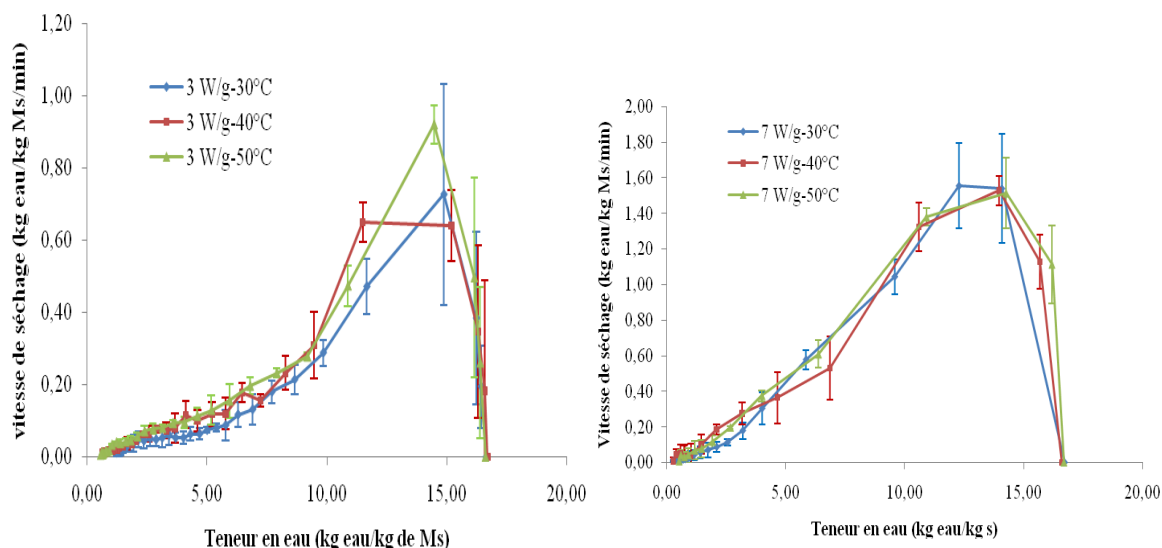 1,20
1,00
0,80
0,60
0,40
0,20
0,00
vitesse de séchage (kg eau/kg Ms/min)
3 W/g-30°C
3 W/g-40°C
3 W/g-50°C
0,00
5,00
10,00
15,00
20,00
Teneur en eau (kg eau/kg de Ms)
2,00
1,80
1,60
1,40
1,20
1,00
0,80
0,60
0,40
0,20
0,00
Vitesse de séchage (kg eau/kg Ms/min)
7 W/g-30°C
7 W/g-40°C
7 W/g-50°C
0,00
5,00
10,00
15,00
20,00
Teneur en eau (kg eau/kg s)